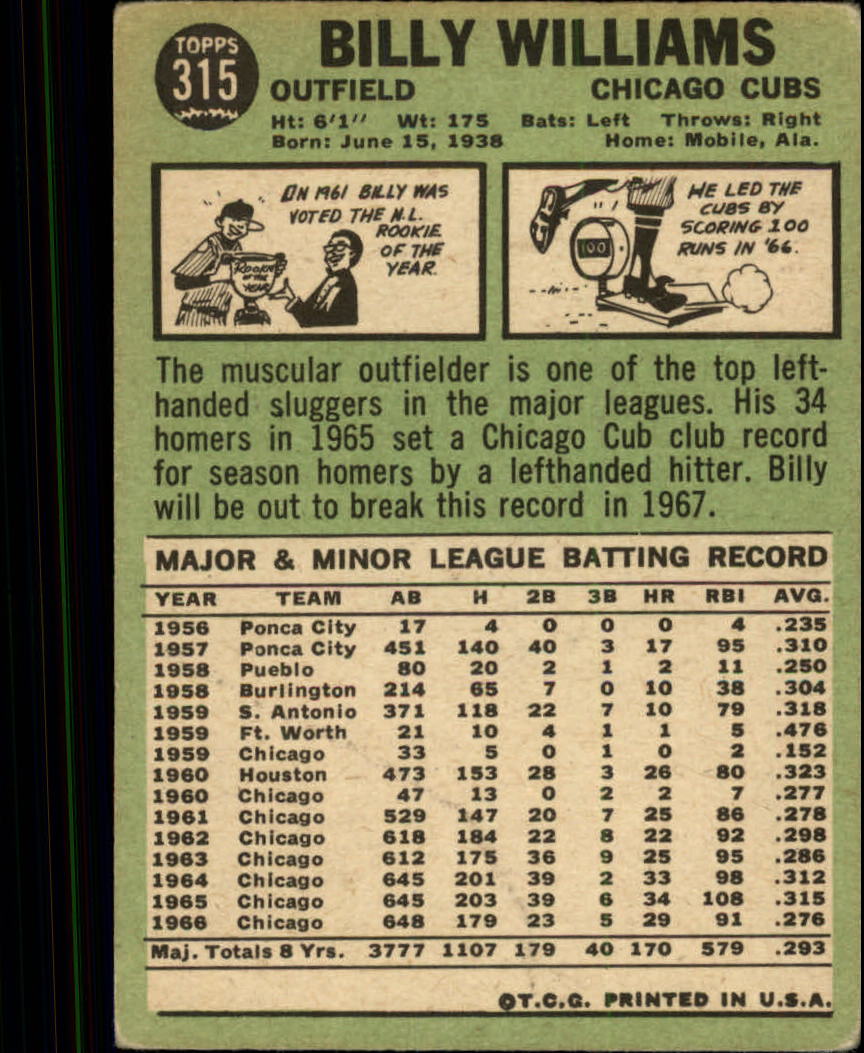 TOPPS
315
BILLY WILLIAMS
OUTFIELD CHICAGO CUBS
Ht: 6'1" Wt: 175 Bats: Left Throws: Right
Born: June 15, 1938 Home: Mobile, Ala.
IN 1961 BILLY WAS
VOTED THE N.L.
ROOKIE
OF THE
YEAR.
ROOKIE
OF THE
YEAR
HE LED THE
CUBS BY
SCORING 100
RUNS IN '66.
100
The muscular outfielder is one of the top left-
handed sluggers in the major leagues. His 34
homers in 1965 set a Chicago Cub club record
for season homers by a lefthanded hitter. Billy
will be out to break this record in 1967.
MAJOR & MINOR LEAGUE BATTING RECORD
YEAR TEAM AB H 2B 3B HR RBI AVG.
1956 Ponca City 17 4 0 0 0 4 .235
1957 Ponca City 451 140 40 3 17 95 .310
1958 Pueblo 80 20 2 1 2 11 .250
1958 Burlington 214 65 7 0 10 38 .304
1959 S. Antonio 371 118 22 7 10 79 .318
1959 Ft. Worth 21 10 4 1 1 5 .476
1959 Chicago 33 5 0 1 0 2 .152
1960 Houston 473 153 28 3 26 80 .323
1960 Chicago 47 13 0 2 2 7 .277
1961 Chicago 529 147 20 7 25 86 .278
1962 Chicago 618 184 22 8 22 92 .298
1963 Chicago 612 175 36 9 25 95 .286
1964 Chicago 645 201 39 2 33 98 .312
1965 Chicago 645 203 39 6 34 108 .315
1966 Chicago 648 179 23 5 29 91 .276
Maj. Totals 8 Yrs. 3777 1107 179 40 170 579 .293
©T.C.G. PRINTED IN U.S.A.